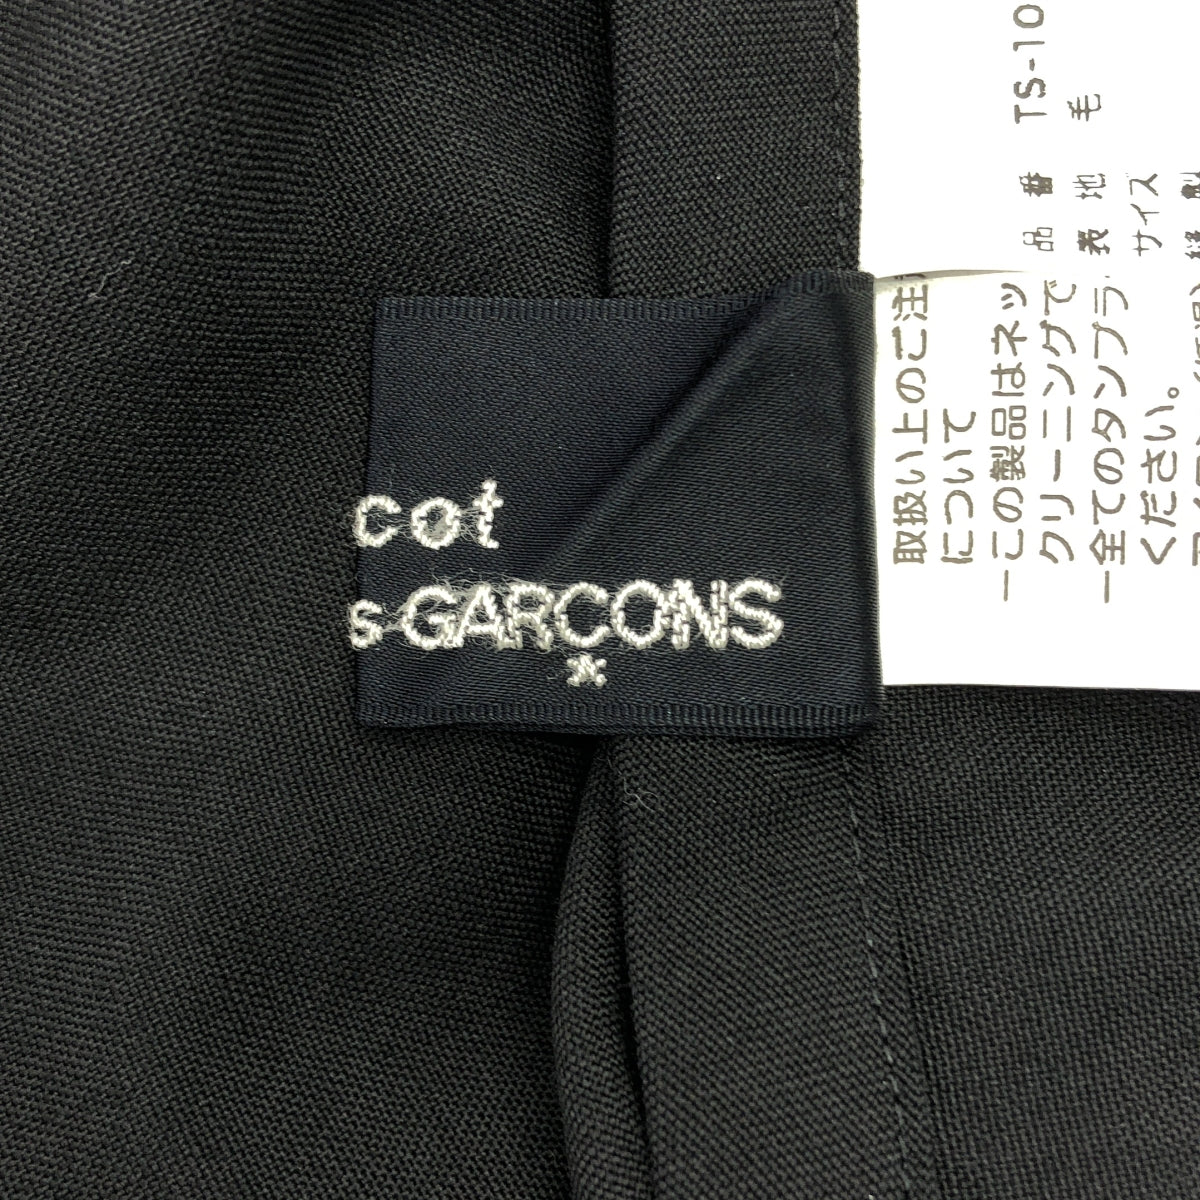 cot
s GARCONS
品番 TS-10
表地 毛
サイズ
取扱い上のご注
について
－この製品はネッ
クリーニングで
－全てのタンブラ
ください。